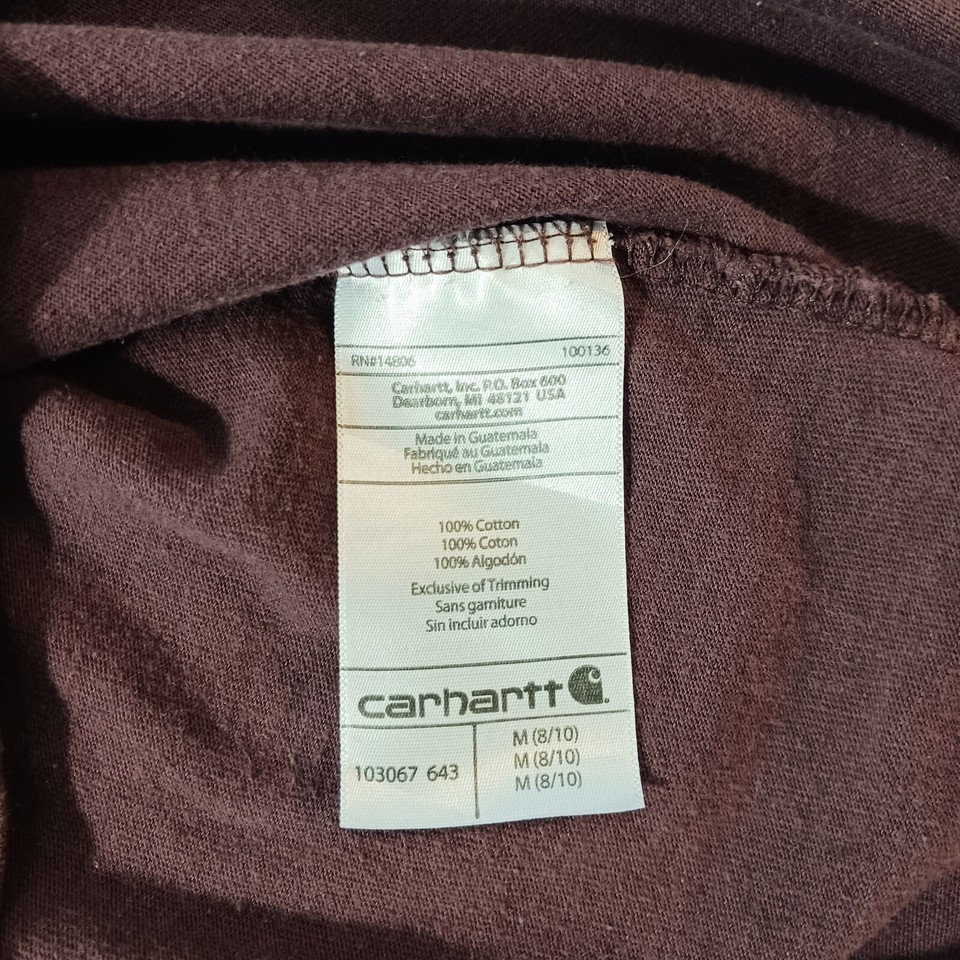 RN#14806 100136
Carhartt, Inc. P.O. Box 600
Dearborn, MI 48121 USA
carhartt.com
Made in Guatemala
Fabriqué au Guatemala
Hecho en Guatemala
100% Cotton
100% Coton
100% Algodón
Exclusive of Trimming
Sans garniture
Sin incluir adorno
carhartt
103067 643
M (8/10)
M (8/10)
M (8/10)